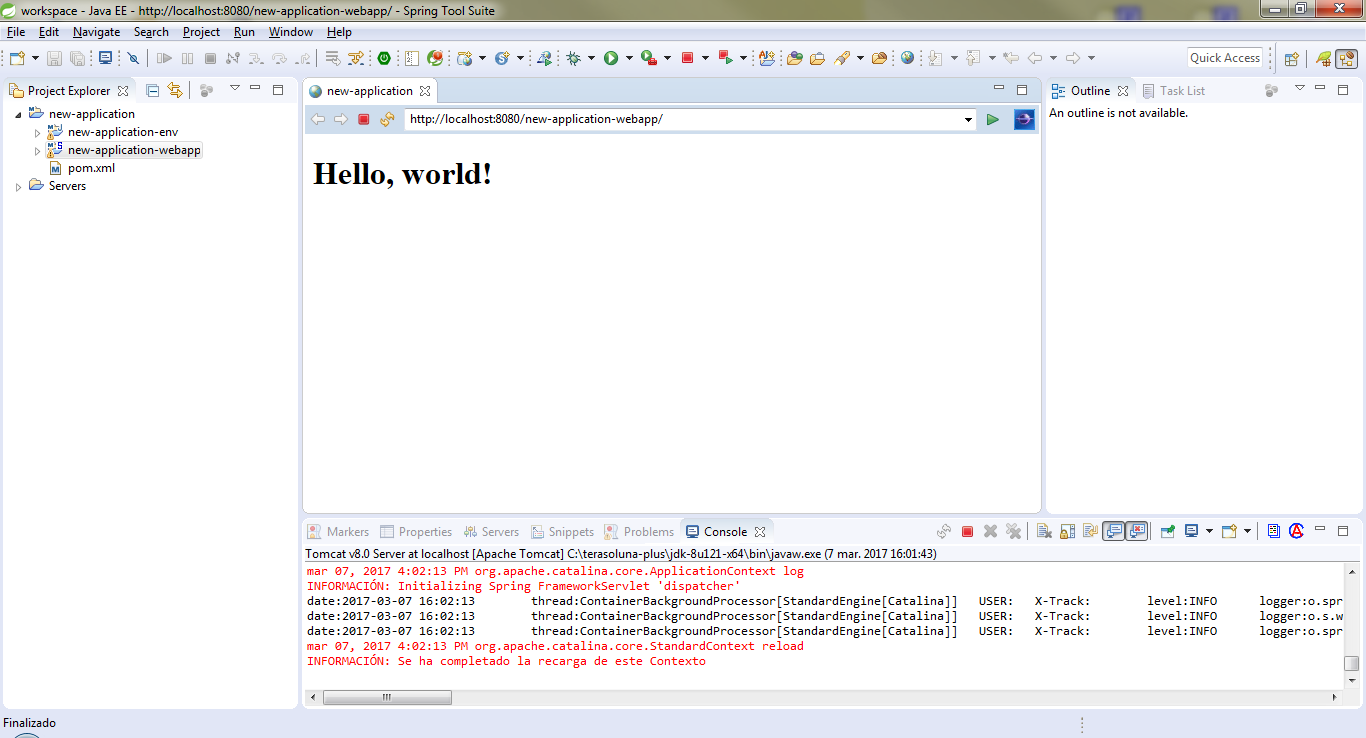 workspace - Java EE - http://localhost:8080/new-application-webapp/ - Spring Tool Suite
File Edit Navigate Search Project Run Window Help
Quick Access
Project Explorer
new-application
new-application-env
new-application-webapp
pom.xml
Servers
new-application
http://localhost:8080/new-application-webapp/
Hello, world!
Outline Task List
An outline is not available.
Markers Properties Servers Snippets Problems Console
Tomcat v8.0 Server at localhost [Apache Tomcat] C:\terasoluna-plus\jdk-8u121-x64\bin\javaw.exe (7 mar. 2017 16:01:43)
mar 07, 2017 4:02:13 PM org.apache.catalina.core.ApplicationContext log
INFORMACIÓN: Initializing Spring FrameworkServlet 'dispatcher'
date:2017-03-07 16:02:13 thread:ContainerBackgroundProcessor[StandardEngine[Catalina]] USER: X-Track: level:INFO logger:o.spr
date:2017-03-07 16:02:13 thread:ContainerBackgroundProcessor[StandardEngine[Catalina]] USER: X-Track: level:INFO logger:o.s.w
date:2017-03-07 16:02:13 thread:ContainerBackgroundProcessor[StandardEngine[Catalina]] USER: X-Track: level:INFO logger:o.spr
mar 07, 2017 4:02:13 PM org.apache.catalina.core.StandardContext reload
INFORMACIÓN: Se ha completado la recarga de este Contexto
Finalizado